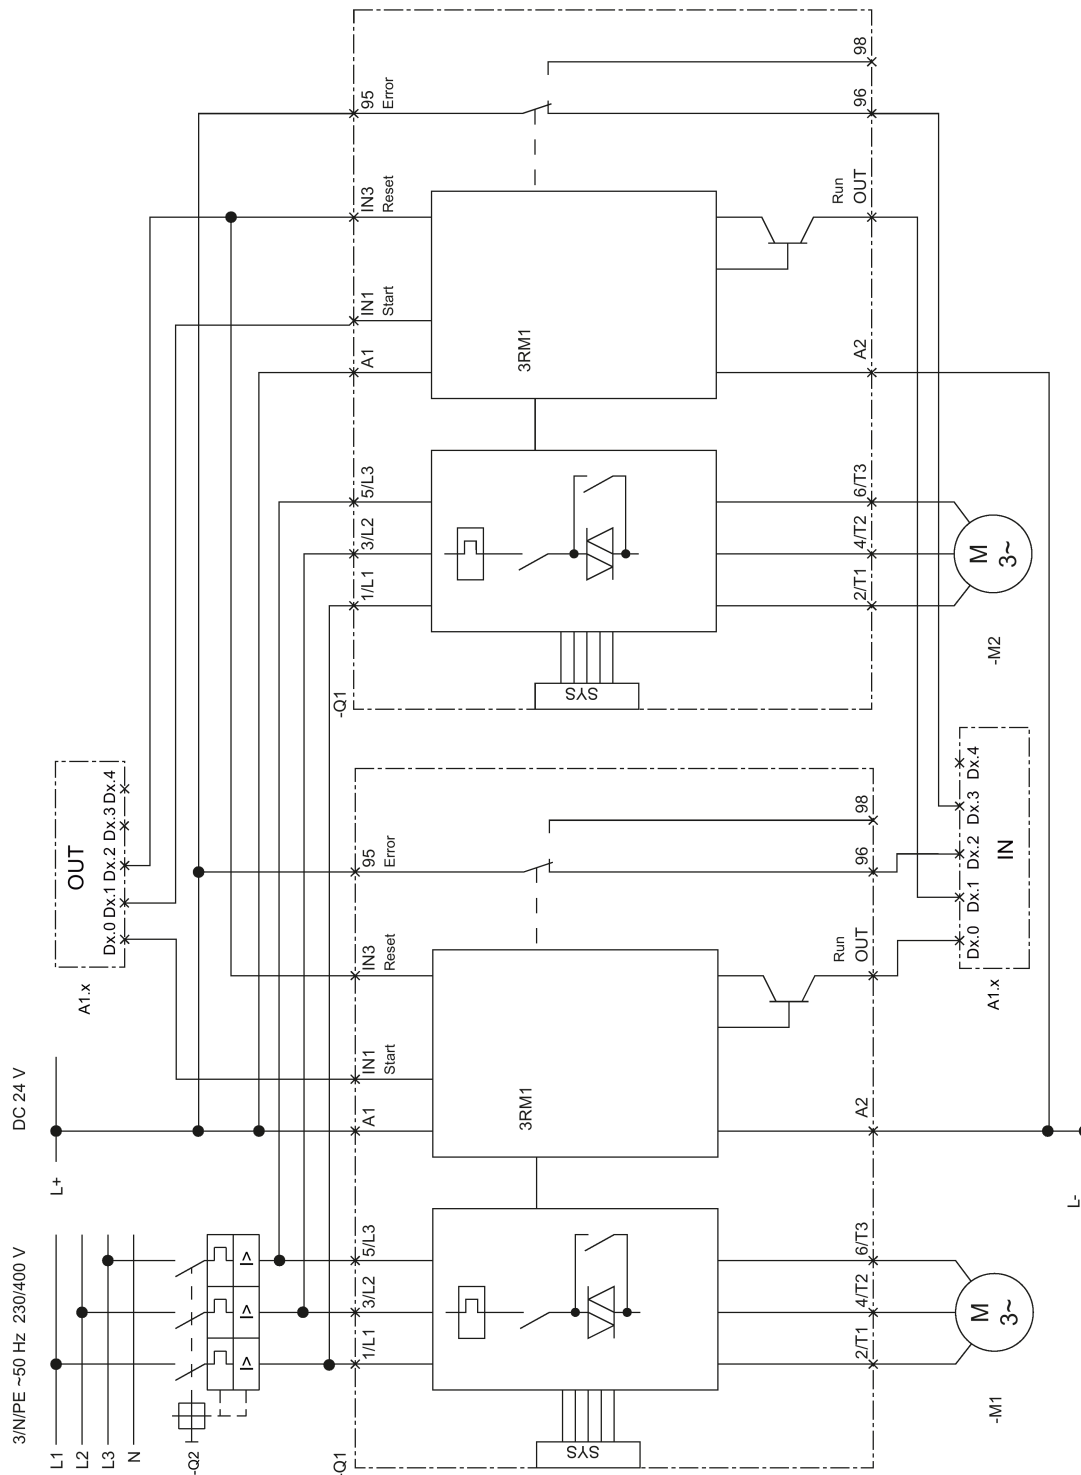 3/N/PE ~50 Hz 230/400 V
L1
L2
L3
N
-Q2
I>
I>
I>
DC 24 V
L+
L-
A1.x
OUT
Dx.0 Dx.1 Dx.2 Dx.3 Dx.4
-Q1
1/L1
3/L2
5/L3
A1
IN1
Start
IN3
Reset
95
Error
SYS
3RM1
2/T1
4/T2
6/T3
A2
OUT
Run
96
98
M
3~
-M1
-Q1
1/L1
3/L2
5/L3
A1
IN1
Start
IN3
Reset
95
Error
SYS
3RM1
2/T1
4/T2
6/T3
A2
OUT
Run
96
98
M
3~
-M2
A1.x
IN
Dx.0 Dx.1 Dx.2 Dx.3 Dx.4